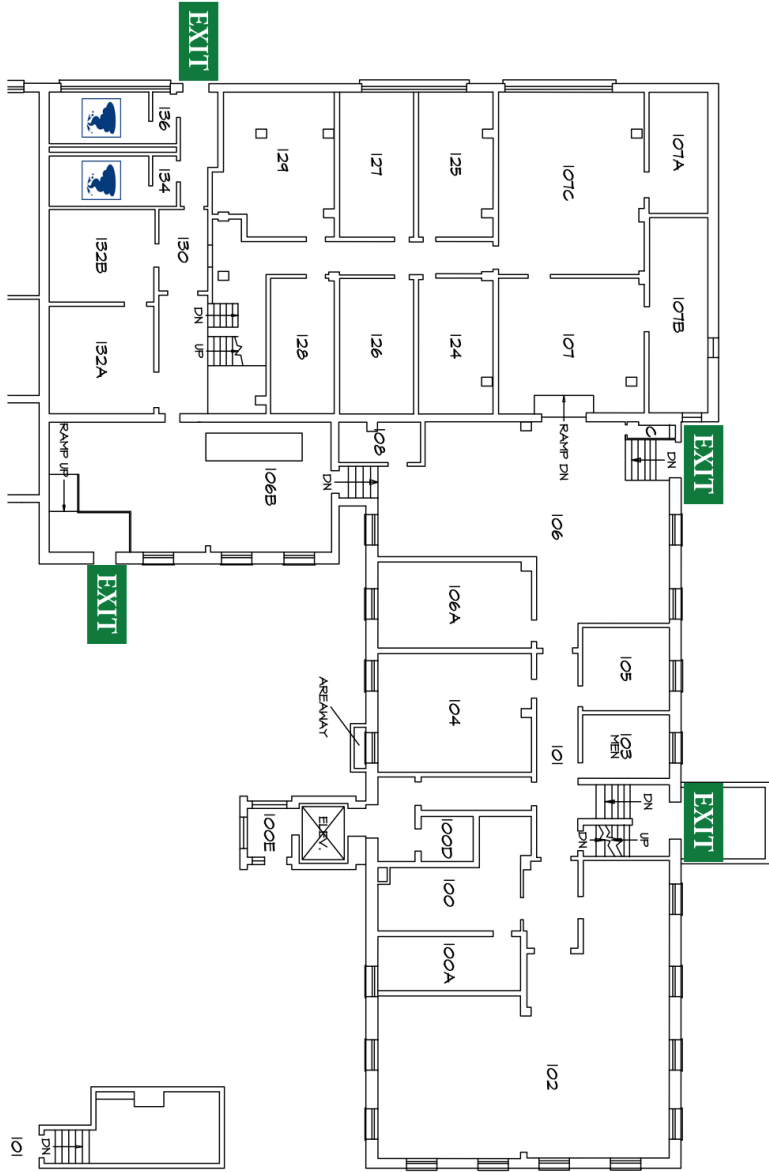 EXIT
136
134
132B
132A
130
129
127
125
107C
107A
DN
UP
128
126
124
107
107B
108
RAMP UP
106B
DN
RAMP DN
C
DN
EXIT
106
EXIT
106A
105
AREAWAY
104
101
103
MEN
EXIT
DN
UP
DN
100E
ELEV.
100D
100
100A
102
101
DN